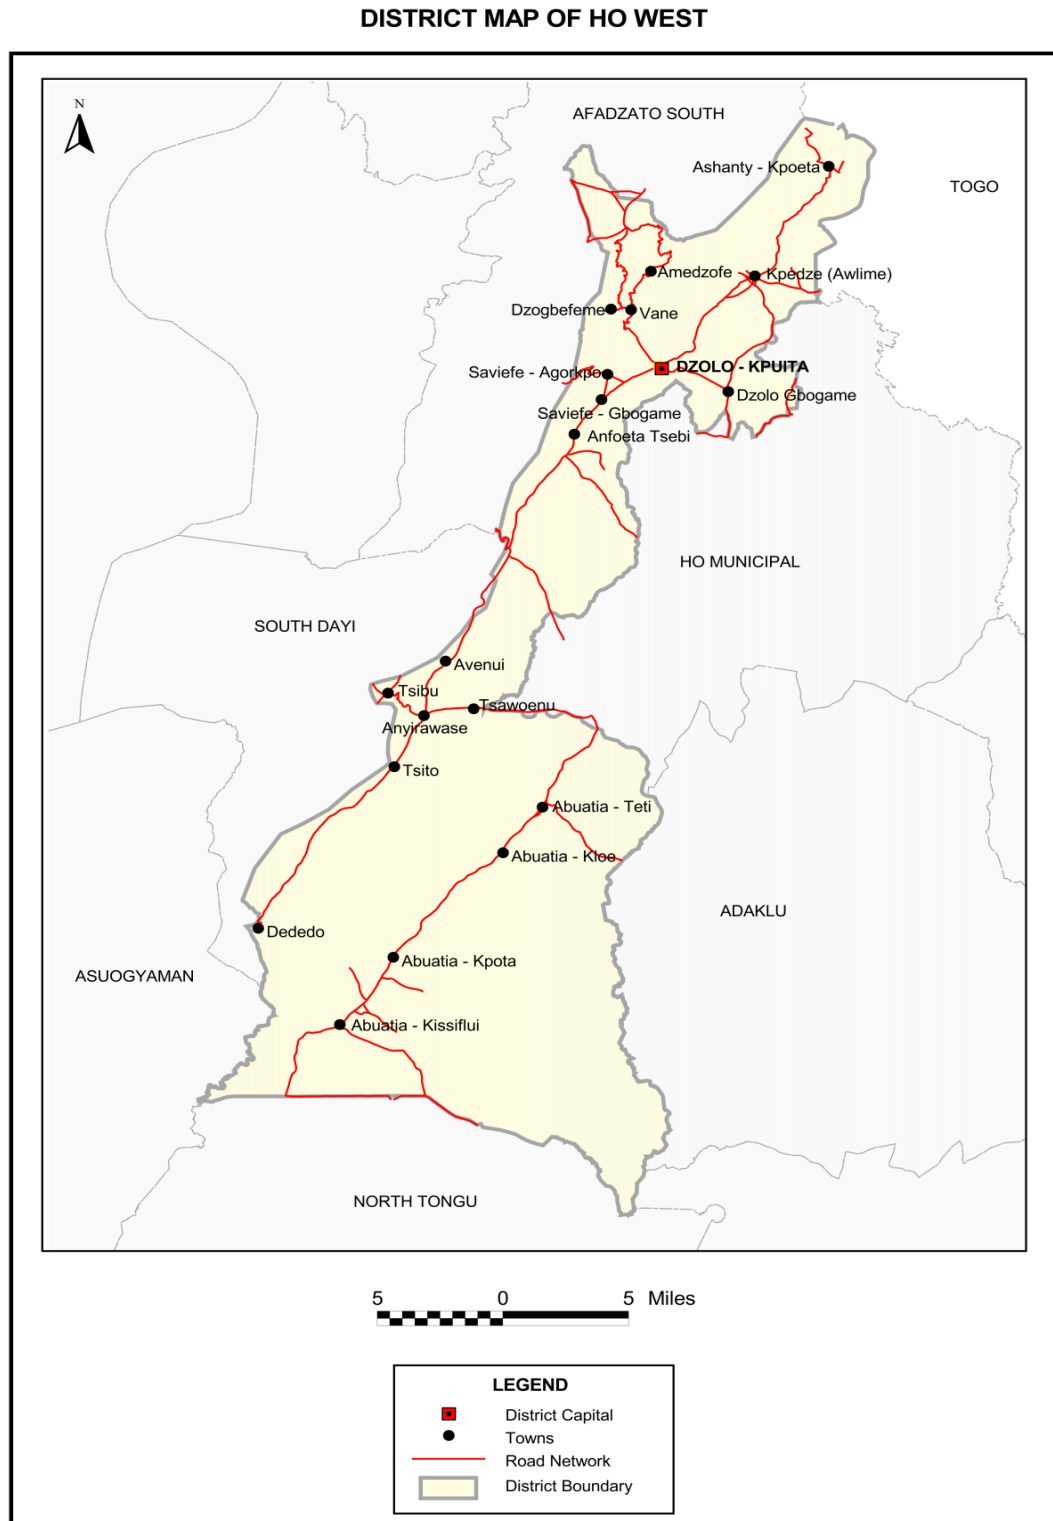 DISTRICT MAP OF HO WEST
N
AFADZATO SOUTH
Ashanty - Kpoeta
TOGO
Amedzofe
Kpedze (Awlime)
Dzogbefeme
Vane
DZOLO - KPUITA
Saviefe - Agorkpo
Dzolo Gbogame
Saviefe - Gbogame
Anfoeta Tsebi
HO MUNICIPAL
SOUTH DAYI
Avenui
Tsibu
Tsawoenu
Anyirawase
Tsito
Abuatia - Teti
Abuatia - Kloe
ADAKLU
Dededo
Abuatia - Kpota
ASUOGYAMAN
Abuatia - Kissiflui
NORTH TONGU
5 0 5 Miles
LEGEND
District Capital
Towns
Road Network
District Boundary